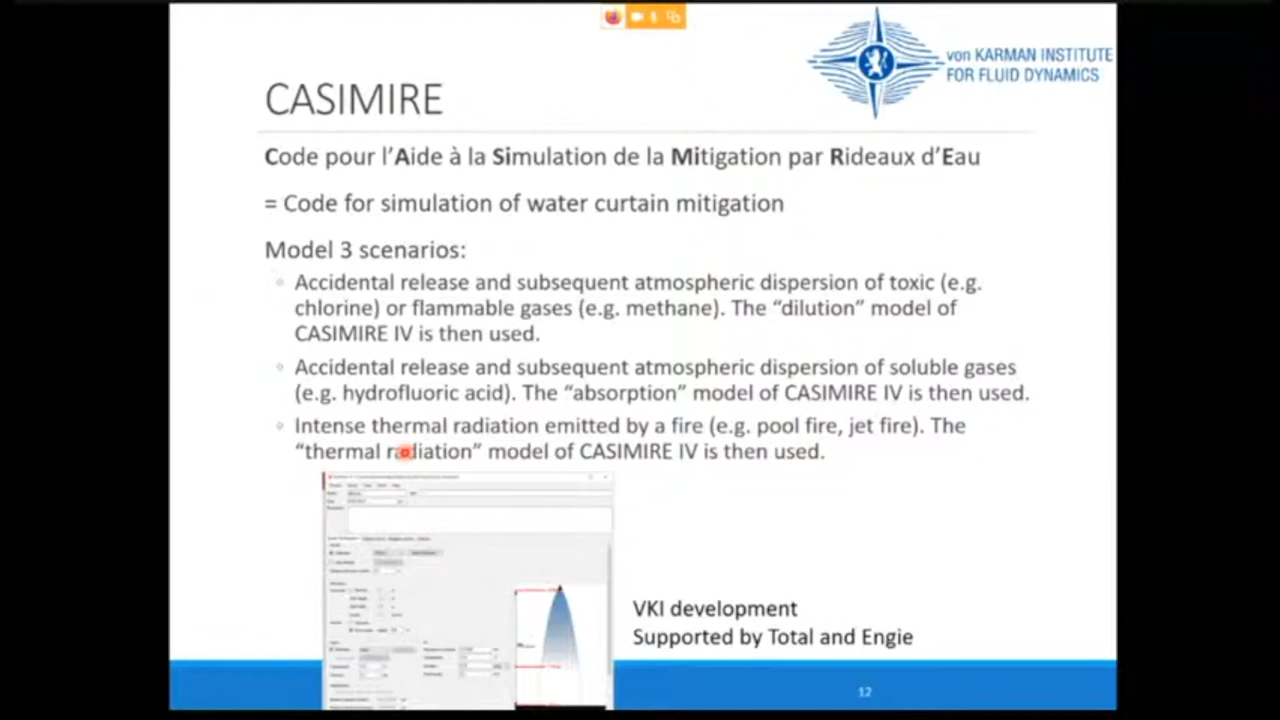 von KARMAN INSTITUTE
FOR FLUID DYNAMICS
CASIMIRE
Code pour l'Aide à la Simulation de la Mitigation par Rideaux d'Eau
= Code for simulation of water curtain mitigation
Model 3 scenarios:
Accidental release and subsequent atmospheric dispersion of toxic (e.g.
chlorine) or flammable gases (e.g. methane). The “dilution” model of
CASIMIRE IV is then used.
Accidental release and subsequent atmospheric dispersion of soluble gases
(e.g. hydrofluoric acid). The “absorption” model of CASIMIRE IV is then used.
Intense thermal radiation emitted by a fire (e.g. pool fire, jet fire). The
“thermal radiation” model of CASIMIRE IV is then used.
VKI development
Supported by Total and Engie
12